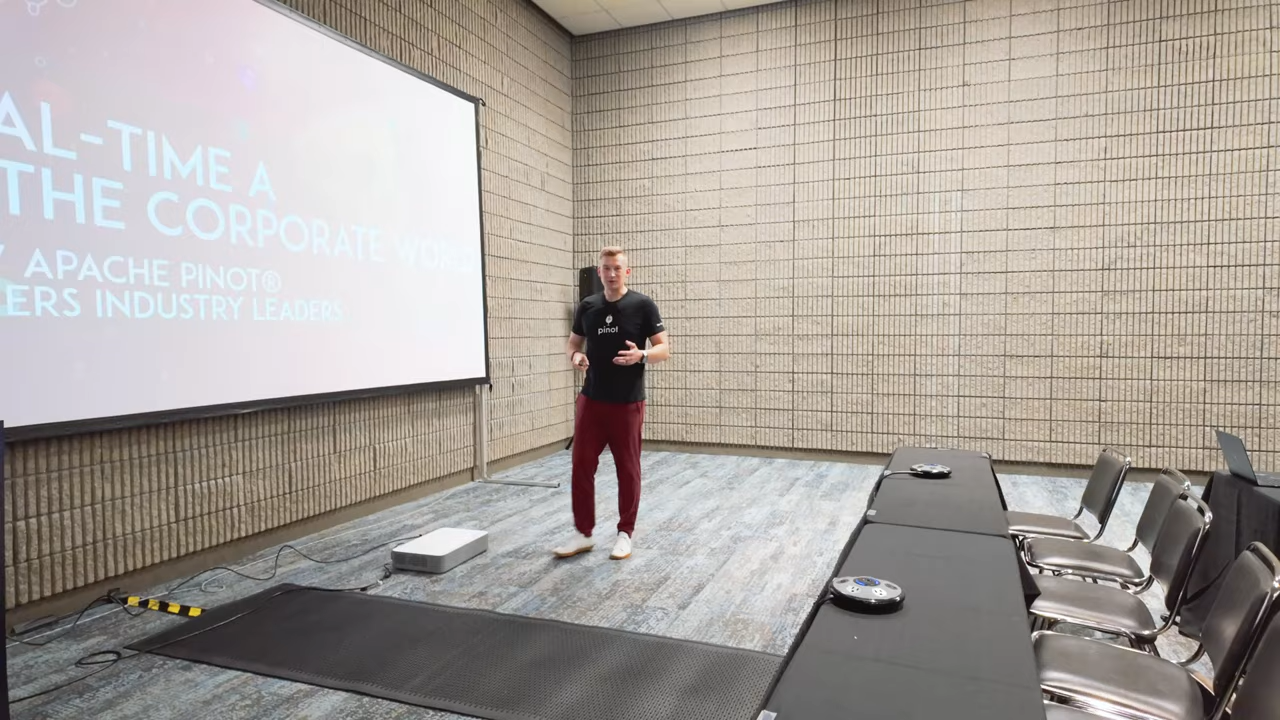 AL-TIME A
THE CORPORATE WORLD
APACHE PINOT®
ERS INDUSTRY LEADERS
pinot